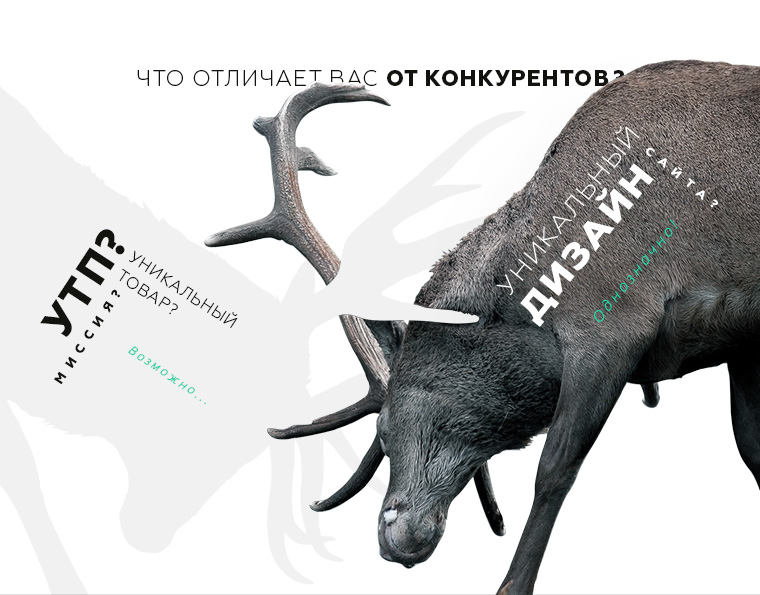 ЧТО ОТЛИЧАЕТ ВАС ОТ КОНКУРЕНТОВ?
УТП?
МИССИЯ?
УНИКАЛЬНЫЙ
ТОВАР?
Возможно...
УНИКАЛЬНЫЙ
ДИЗАЙН
САЙТА?
Однозначно!